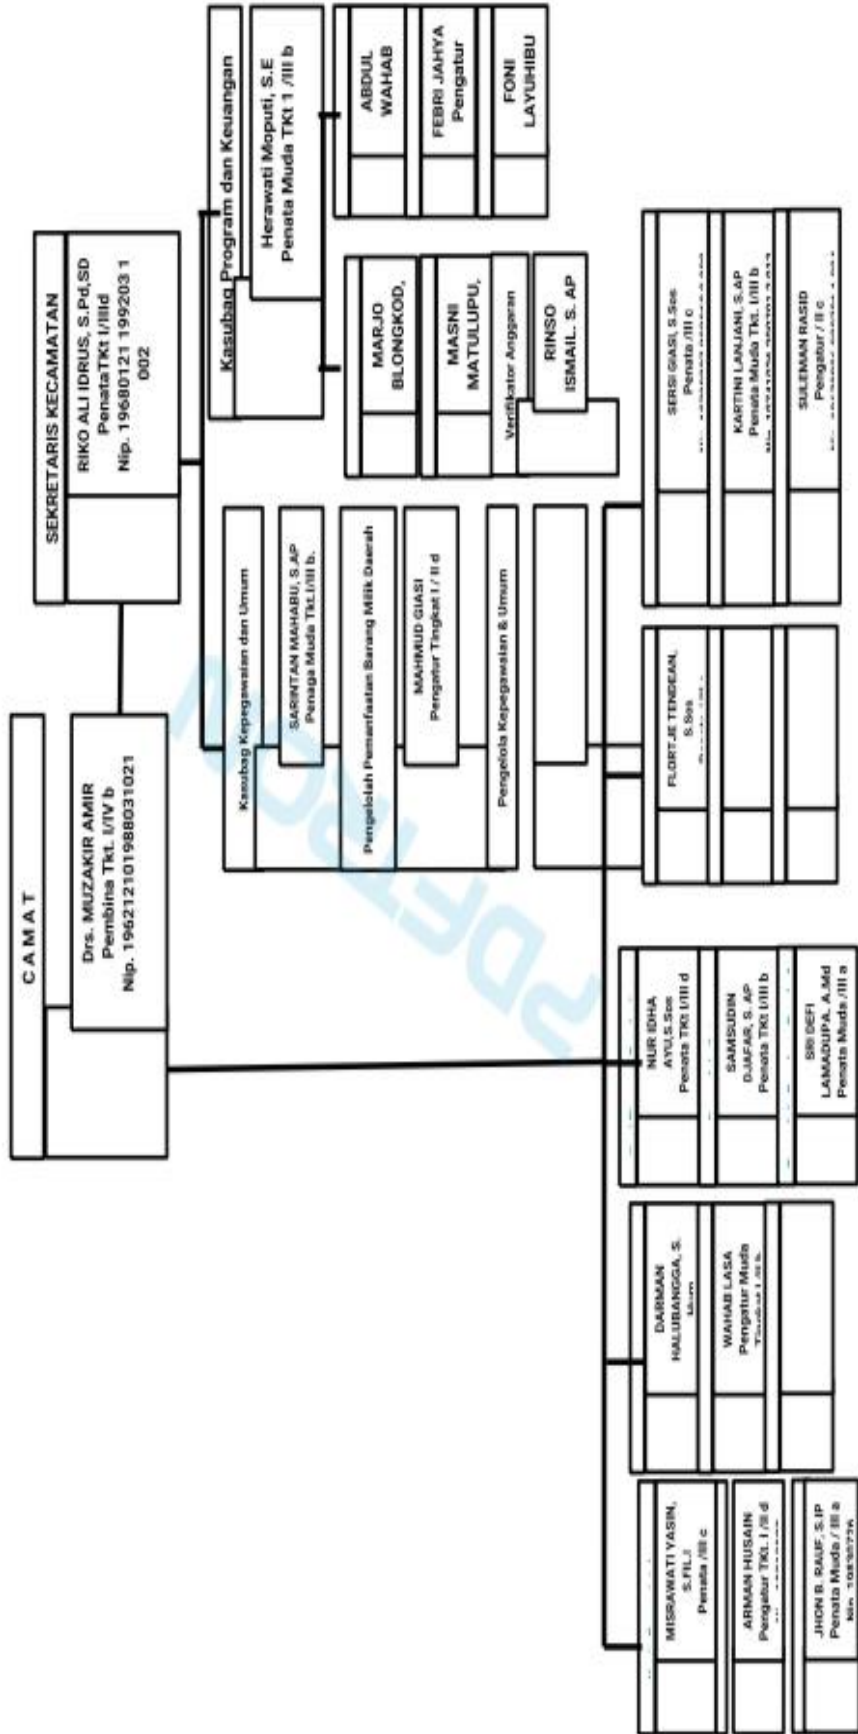 C A M A T
Drs. MUZAKIR AMIR
Pembina Tkt. I/IV b
Nip. 196212101988031021
SEKRETARIS KECAMATAN
RIKO ALI IDRUS, S.Pd,SD
PenataTKt I/IIId
Nip. 19680121 199203 1
002
Kasubag Kepegawaian dan Umum
SARINTAN MAHABU, S.AP
Penaga Muda Tkt.I/III b.
Pengelolah Pemanfaatan Barang Milik Daerah
MAHMUD GIASI
Pengatur Tingkat I / II d
Pengelola Kepegawaian & Umum
Kasubag Program dan Keuangan
Herawati Moputi, S.E
Penata Muda TKt 1 /III b
MARJO
BLONGKOD,
MASNI
MATULUPU,
Verifikator Anggaran
RINSO
ISMAIL. S. AP
ABDUL
WAHAB
FEBRI JAHYA
Pengatur
FONI
LAYUHIBU
MISRAWATI YASIN,
S.FIL.I
Penata /III c
ARMAN HUSAIN
Pengatur TKt. I /II d
JHON B. RAUF, S.IP
Penata Muda / III a
DARMAN
HALUBANGGA, S.
WAHAB LASA
Pengatur Muda
NUR IDHA
AYU,S.Sos
Penata TKt I/III d
SAMSUDIN
DJAFAR, S. AP
Penata TKt I/III b
SRI DEFI
LAMADUPA, A.Md
Penata Muda /III a
FLORTJE TENDEAN,
S.Sos
SERSI GIASI, S.Sos
Penata /III c
KARTINI LANJANI, S.AP
Penata Muda Tkt. I/III b
SULEMAN RASID
Pengatur / II c
PDFTRON